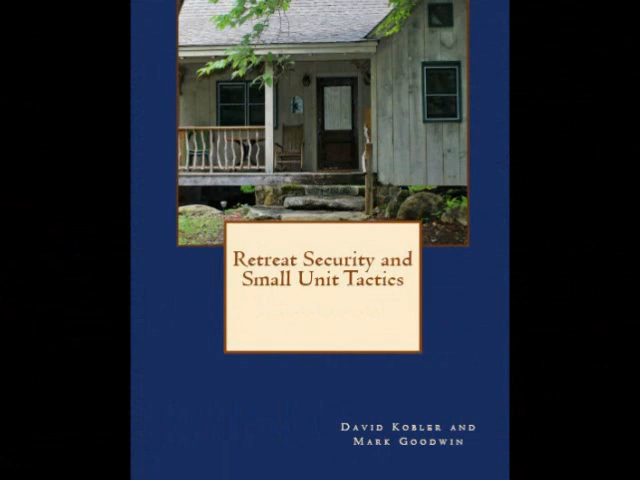 Retreat Security and
Small Unit Tactics
David Kobler and
Mark Goodwin